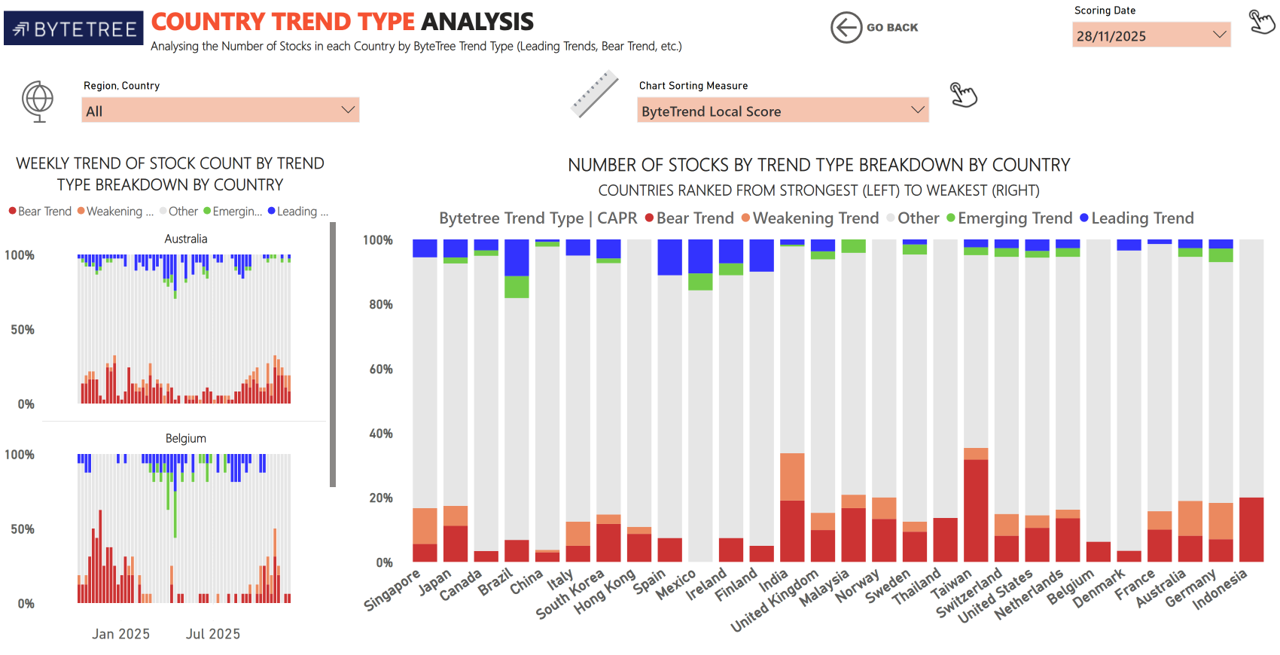 BYTETREE
COUNTRY TREND TYPE ANALYSIS
Analysing the Number of Stocks in each Country by ByteTree Trend Type (Leading Trends, Bear Trend, etc.)
GO BACK
Scoring Date
28/11/2025
Region, Country
All
Chart Sorting Measure
ByteTrend Local Score
WEEKLY TREND OF STOCK COUNT BY TREND
TYPE BREAKDOWN BY COUNTRY
Bear Trend Weakening ... Other Emergin... Leading ...
Australia
100%
50%
0%
Belgium
100%
50%
0%
Jan 2025 Jul 2025
NUMBER OF STOCKS BY TREND TYPE BREAKDOWN BY COUNTRY
COUNTRIES RANKED FROM STRONGEST (LEFT) TO WEAKEST (RIGHT)
Bytetree Trend Type | CAPR Bear Trend Weakening Trend Other Emerging Trend Leading Trend
100%
80%
60%
40%
20%
0%
Singapore
Japan
Canada
Brazil
China
Italy
South Korea
Hong Kong
Spain
Mexico
Ireland
Finland
India
United Kingdom
Malaysia
Norway
Sweden
Thailand
Taiwan
Switzerland
United States
Netherlands
Belgium
Denmark
France
Australia
Germany
Indonesia